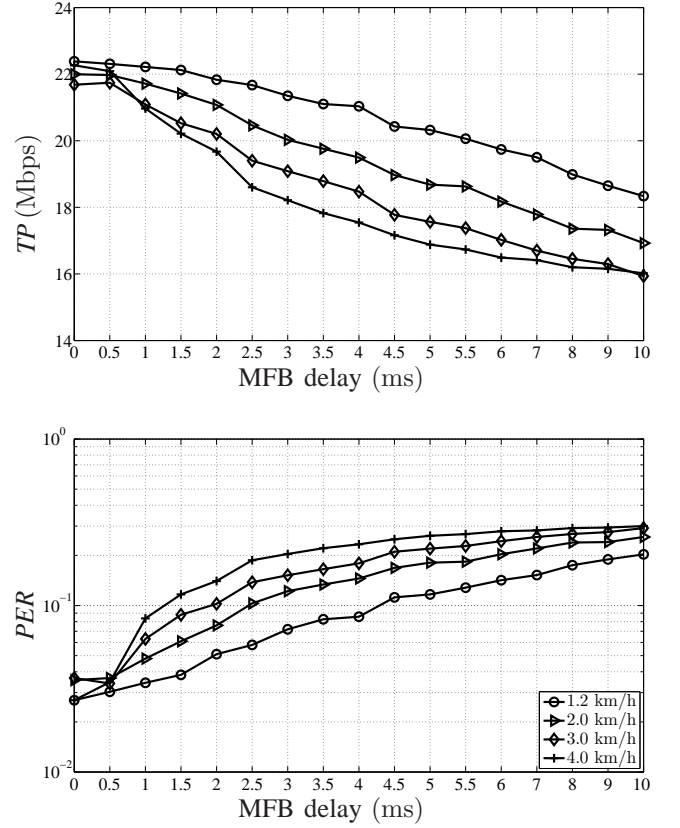 24
22
20
18
16
14
TP (Mbps)
0 0.5 1 1.5 2 2.5 3 3.5 4 4.5 5 5.5 6 7 8 9 10
MFB delay (ms)
10^0
10^-1
10^-2
PER
1.2 km/h
2.0 km/h
3.0 km/h
4.0 km/h
0 0.5 1 1.5 2 2.5 3 3.5 4 4.5 5 5.5 6 7 8 9 10
MFB delay (ms)